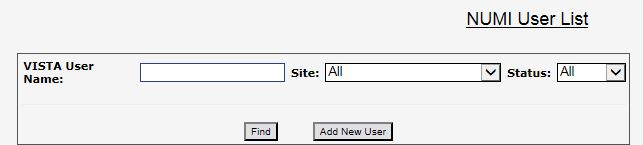 NUMI User List
VISTA User Name: Site: All Status: All
Find Add New User